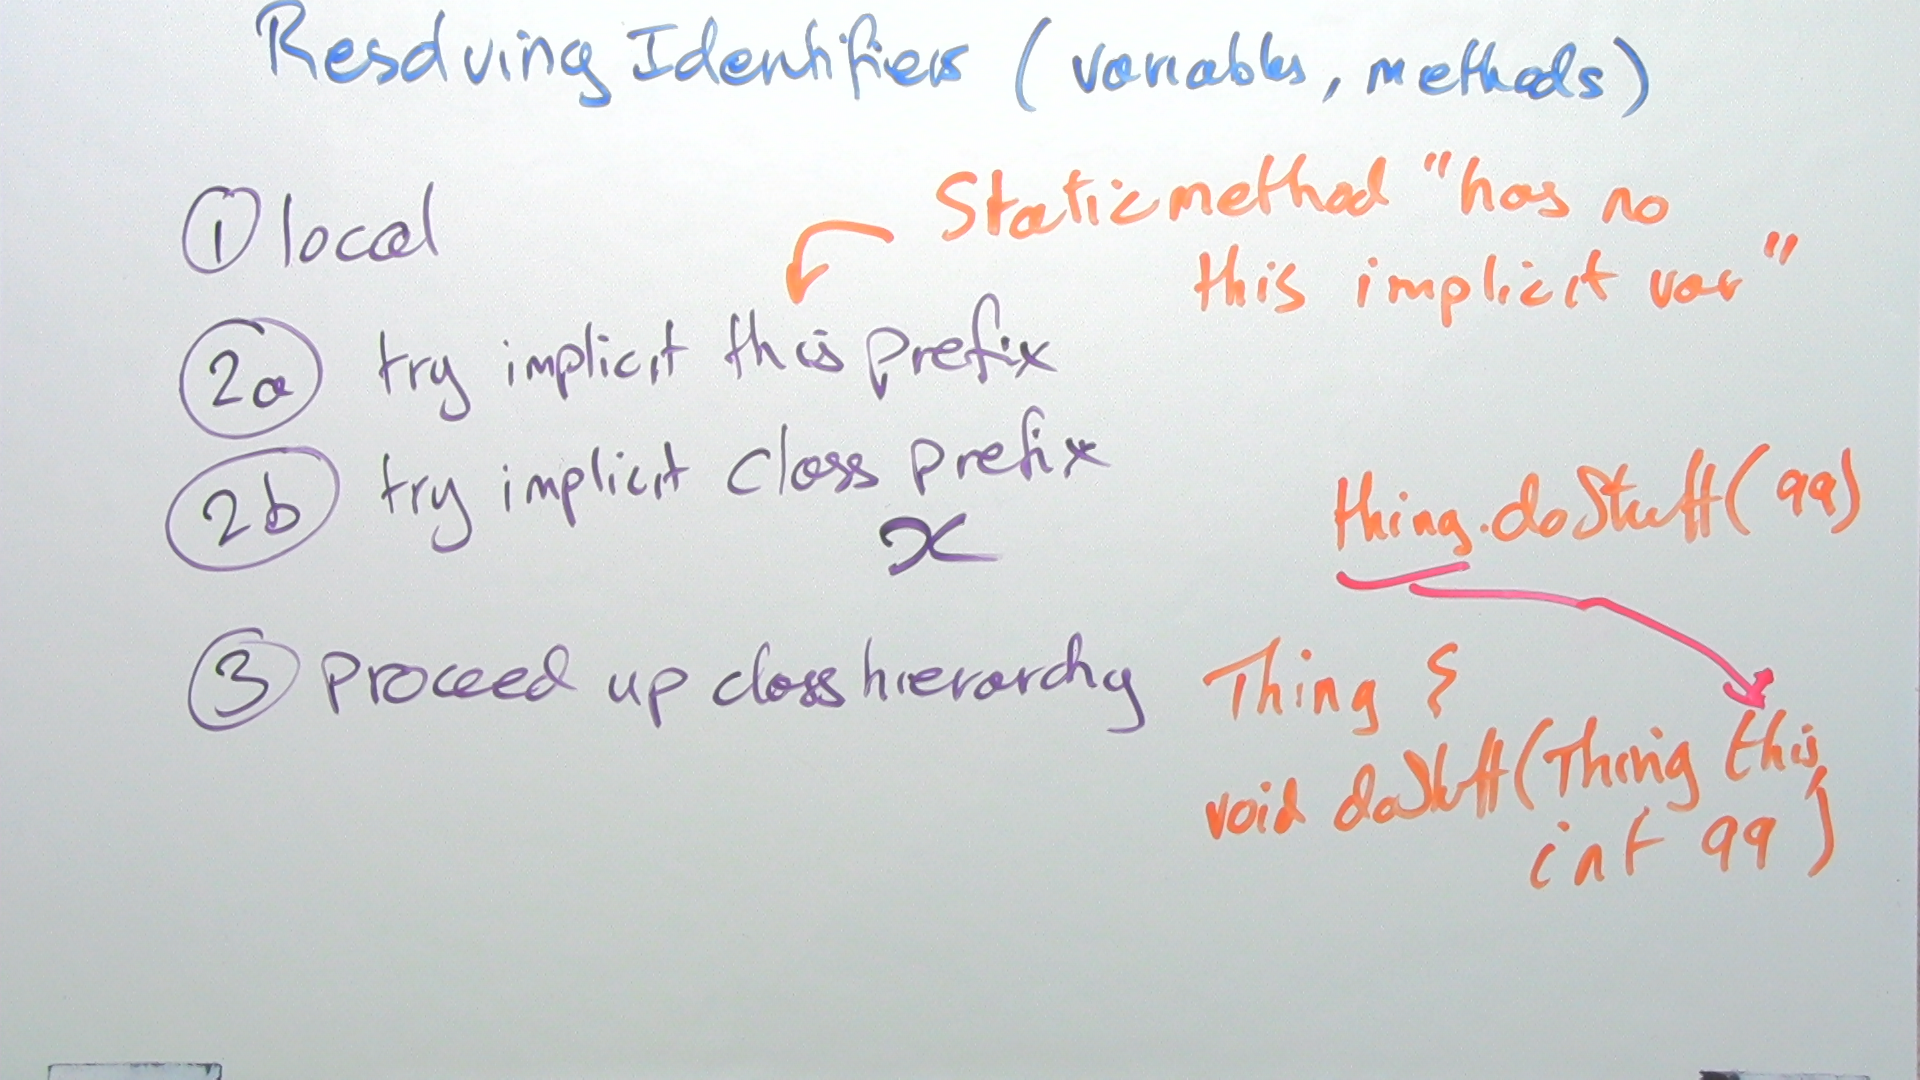 Resolving Identifiers (variables, methods)
① local
Static method "has no
this implicit var"
2a try implicit this prefix
2b try implicit class prefix
x
thing.doStuff(99)
③ proceed up class hierarchy
Thing {
void doStuff(Thing this,
int 99)